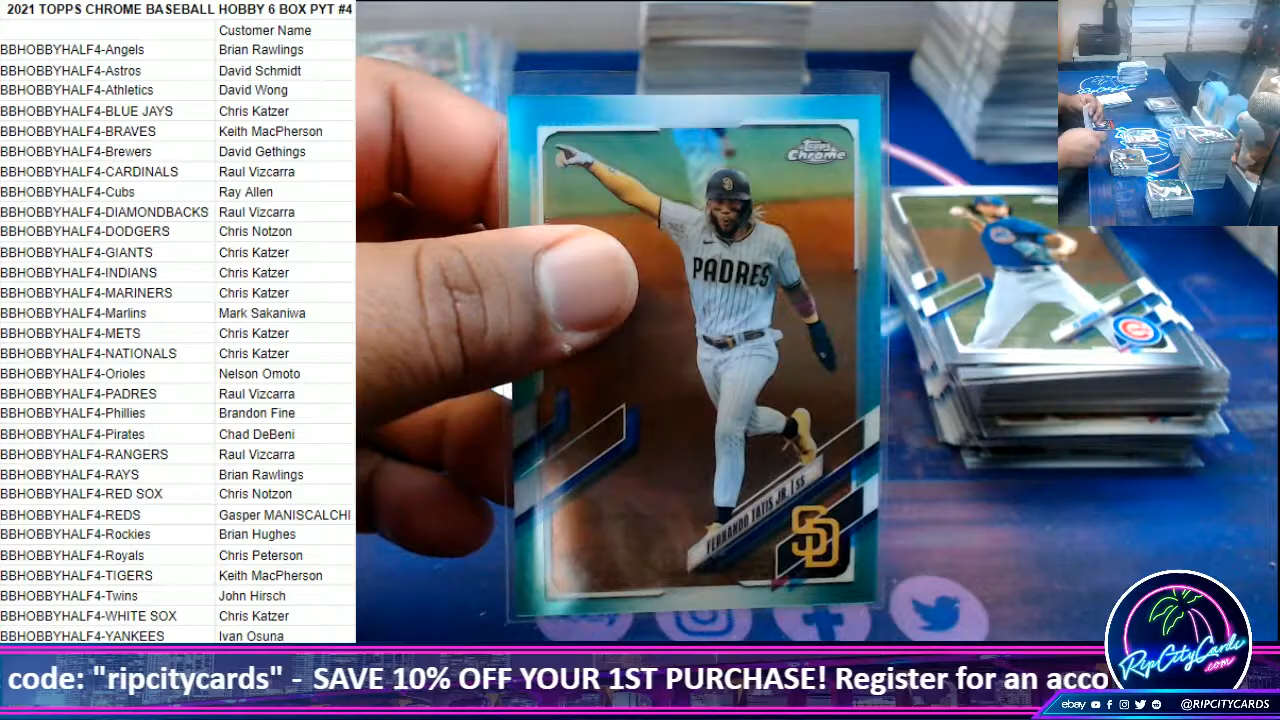 2021 TOPPS CHROME BASEBALL HOBBY 6 BOX PYT #4
Customer Name
BBHOBBYHALF4-Angels Brian Rawlings
BBHOBBYHALF4-Astros David Schmidt
BBHOBBYHALF4-Athletics David Wong
BBHOBBYHALF4-BLUE JAYS Chris Katzer
BBHOBBYHALF4-BRAVES Keith MacPherson
BBHOBBYHALF4-Brewers David Gethings
BBHOBBYHALF4-CARDINALS Raul Vizcarra
BBHOBBYHALF4-Cubs Ray Allen
BBHOBBYHALF4-DIAMONDBACKS Raul Vizcarra
BBHOBBYHALF4-DODGERS Chris Notzon
BBHOBBYHALF4-GIANTS Chris Katzer
BBHOBBYHALF4-INDIANS Chris Katzer
BBHOBBYHALF4-MARINERS Chris Katzer
BBHOBBYHALF4-Marlins Mark Sakaniwa
BBHOBBYHALF4-METS Chris Katzer
BBHOBBYHALF4-NATIONALS Chris Katzer
BBHOBBYHALF4-Orioles Nelson Omoto
BBHOBBYHALF4-PADRES Raul Vizcarra
BBHOBBYHALF4-Phillies Brandon Fine
BBHOBBYHALF4-Pirates Chad DeBeni
BBHOBBYHALF4-RANGERS Raul Vizcarra
BBHOBBYHALF4-RAYS Brian Rawlings
BBHOBBYHALF4-RED SOX Chris Notzon
BBHOBBYHALF4-REDS Gasper MANISCALCHI
BBHOBBYHALF4-Rockies Brian Hughes
BBHOBBYHALF4-Royals Chris Peterson
BBHOBBYHALF4-TIGERS Keith MacPherson
BBHOBBYHALF4-Twins John Hirsch
BBHOBBYHALF4-WHITE SOX Chris Katzer
BBHOBBYHALF4-YANKEES Ivan Osuna
Topps
Chrome
SD
PADRES
FERNANDO TATIS JR. | SS
SD
C
RipCityCards
.com
code: "ripcitycards" - SAVE 10% OFF YOUR 1ST PURCHASE! Register for an acco
ebay @RIPCITYCARDS